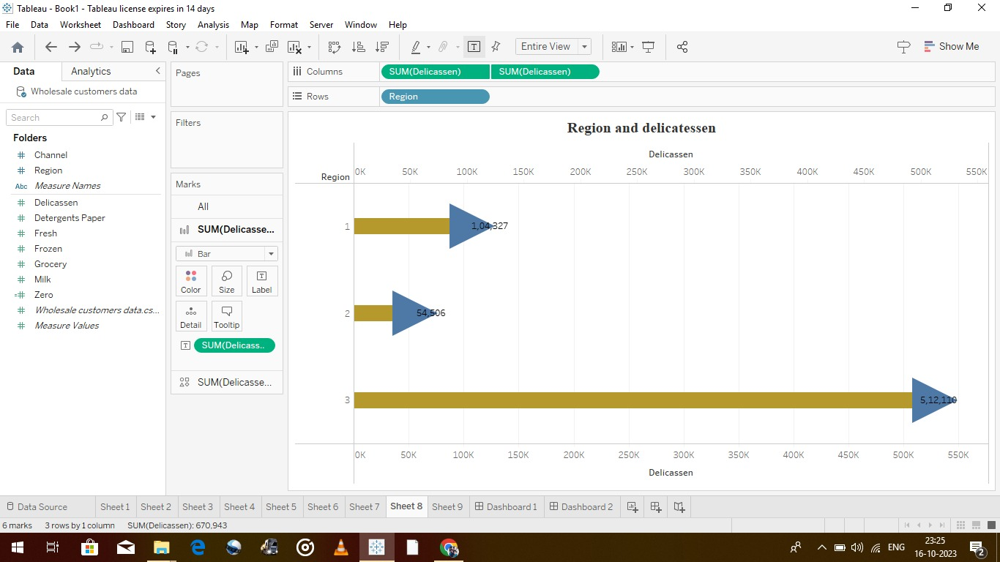 Tableau - Book1 - Tableau license expires in 14 days
File Data Worksheet Dashboard Story Analysis Map Format Server Window Help
Entire View
Show Me
Data Analytics
Wholesale customers data
Search
Folders
Channel
Region
Abc Measure Names
Delicassen
Detergents Paper
Fresh
Frozen
Grocery
Milk
Zero
Wholesale customers data.cs...
Measure Values
Pages
Filters
Marks
All
SUM(Delicasse...
Bar
Color Size Label
Detail Tooltip
SUM(Delicass..
SUM(Delicasse...
Columns SUM(Delicassen) SUM(Delicassen)
Rows Region
Region and delicatessen
Delicassen
Region 0K 50K 100K 150K 200K 250K 300K 350K 400K 450K 500K 550K
1 1,04,327
2 54,506
3 5,12,110
0K 50K 100K 150K 200K 250K 300K 350K 400K 450K 500K 550K
Delicassen
Data Source Sheet 1 Sheet 2 Sheet 3 Sheet 4 Sheet 5 Sheet 6 Sheet 7 Sheet 8 Sheet 9 Dashboard 1 Dashboard 2
6 marks 3 rows by 1 column SUM(Delicassen): 670,943
ENG
23:25
16-10-2023
2